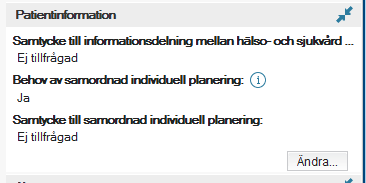 Patientinformation
Samtycke till informationsdelning mellan hälso- och sjukvård ...
Ej tillfrågad
Behov av samordnad individuell planering:
Ja
Samtycke till samordnad individuell planering:
Ej tillfrågad
Ändra...